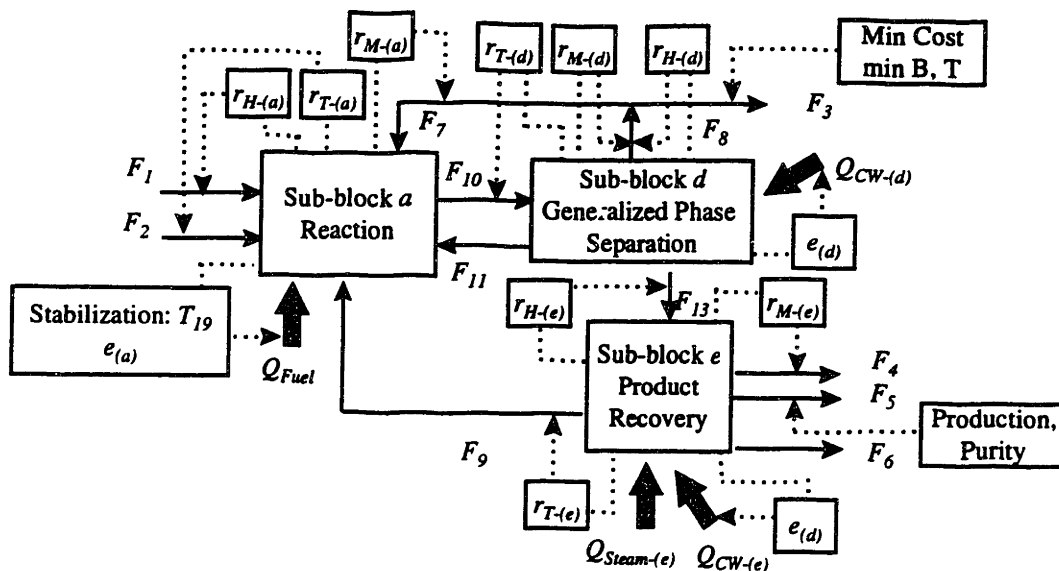 r_{M-(a)}
r_{T-(d)}
r_{M-(d)}
r_{H-(d)}
Min Cost
min B, T
r_{H-(a)}
r_{T-(a)}
F_7
F_8
F_3
F_1
F_2
Sub-block a
Reaction
F_{10}
F_{11}
Sub-block d
Generalized Phase
Separation
Q_{CW-(d)}
e_{(d)}
Stabilization: T_{19}
e_{(a)}
Q_{Fuel}
r_{H-(e)}
F_{13}
r_{M-(e)}
Sub-block e
Product
Recovery
F_4
F_5
F_6
Production,
Purity
F_9
r_{T-(e)}
Q_{Steam-(e)}
Q_{CW-(e)}
e_{(d)}